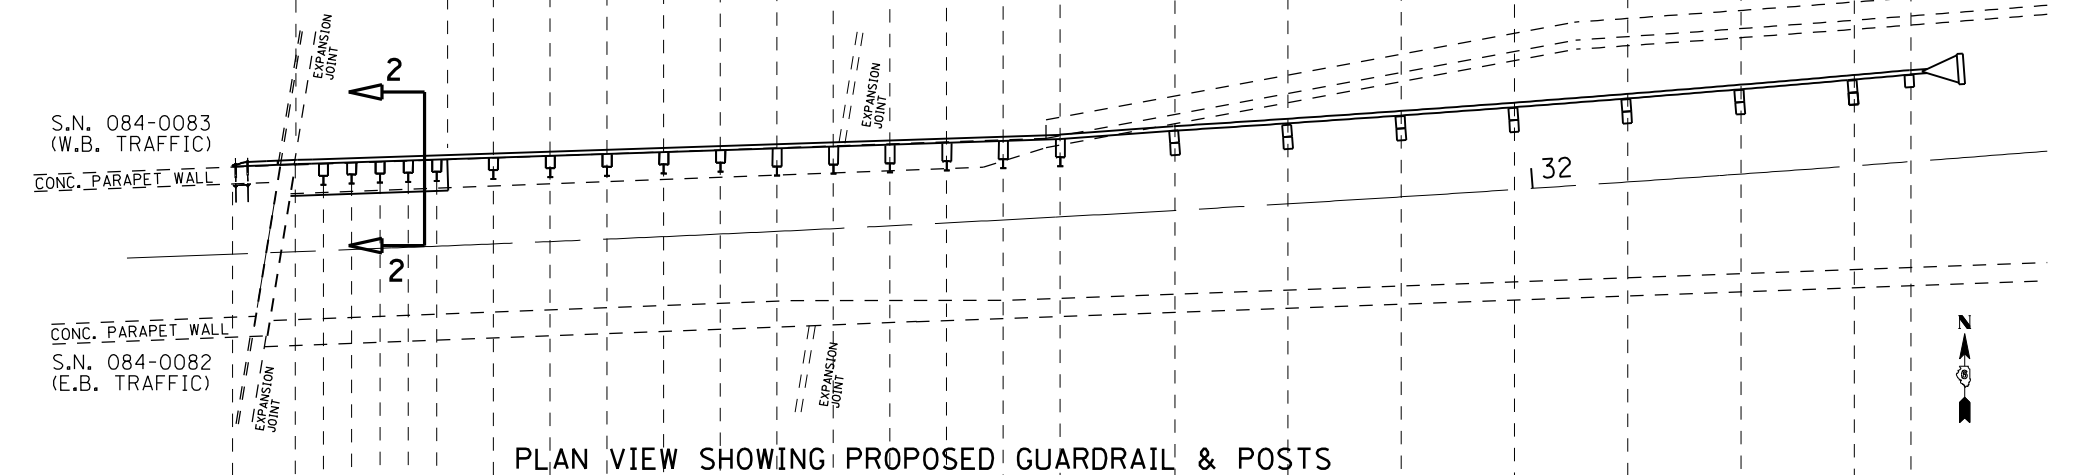 EXPANSION
JOINT
2
S.N. 084-0083
(W.B. TRAFFIC)
CONC. PARAPET WALL
EXPANSION
JOINT
32
2
CONC. PARAPET WALL
S.N. 084-0082
(E.B. TRAFFIC)
EXPANSION
JOINT
EXPANSION
JOINT
N
PLAN VIEW SHOWING PROPOSED GUARDRAIL & POSTS